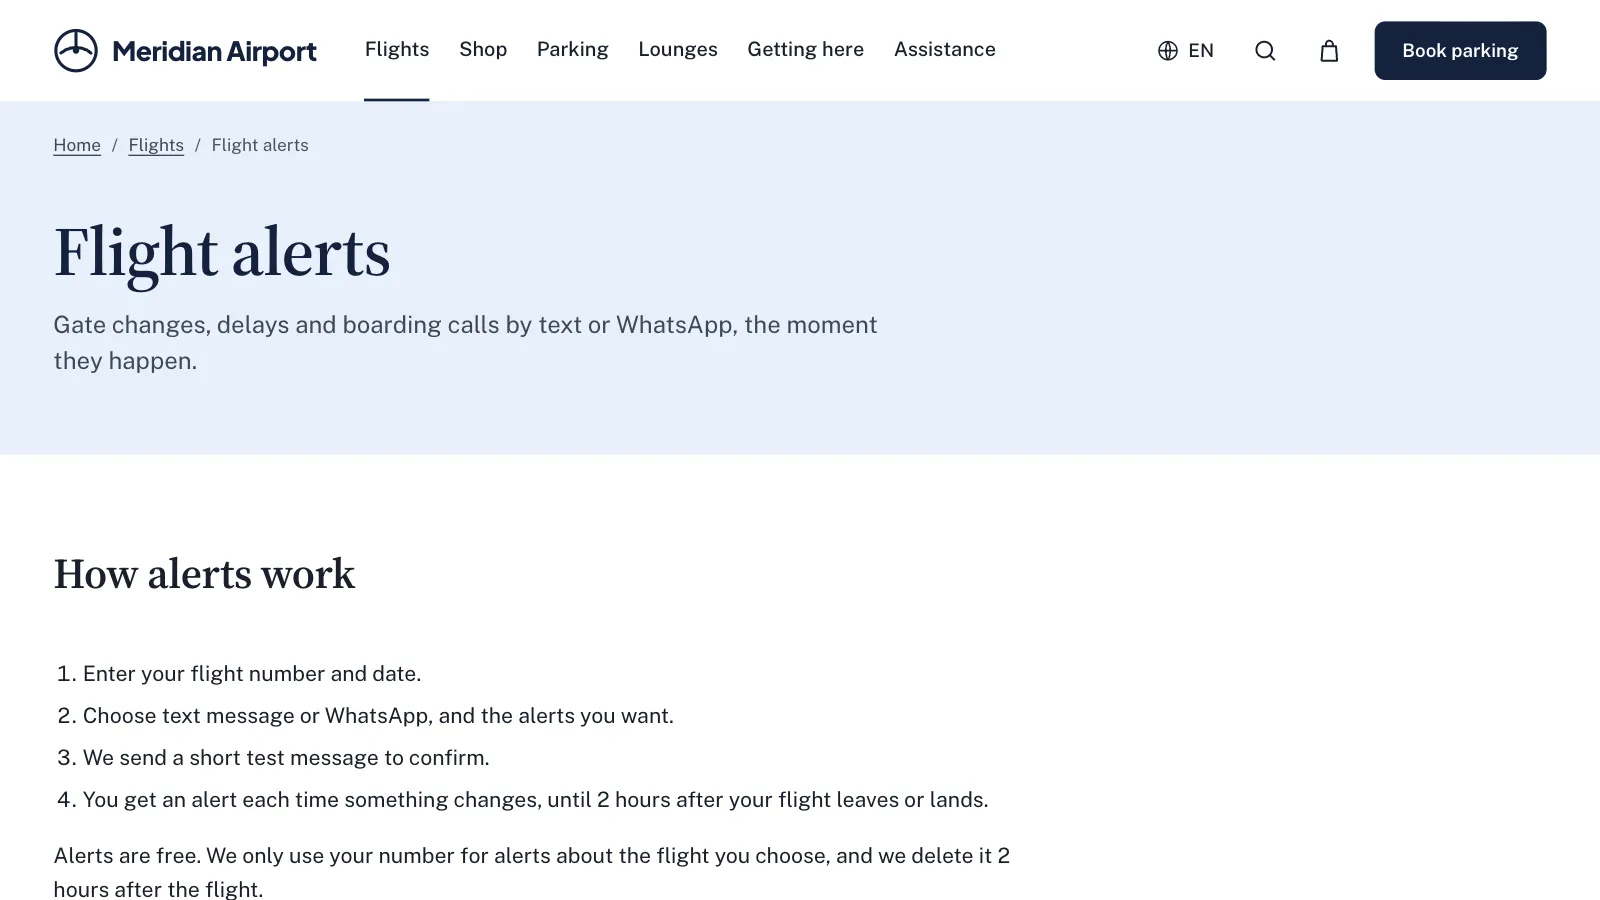 Meridian Airport
Flights
Shop
Parking
Lounges
Getting here
Assistance
EN
Book parking
Home / Flights / Flight alerts
Flight alerts
Gate changes, delays and boarding calls by text or WhatsApp, the moment
they happen.
How alerts work
1. Enter your flight number and date.
2. Choose text message or WhatsApp, and the alerts you want.
3. We send a short test message to confirm.
4. You get an alert each time something changes, until 2 hours after your flight leaves or lands.
Alerts are free. We only use your number for alerts about the flight you choose, and we delete it 2
hours after the flight.